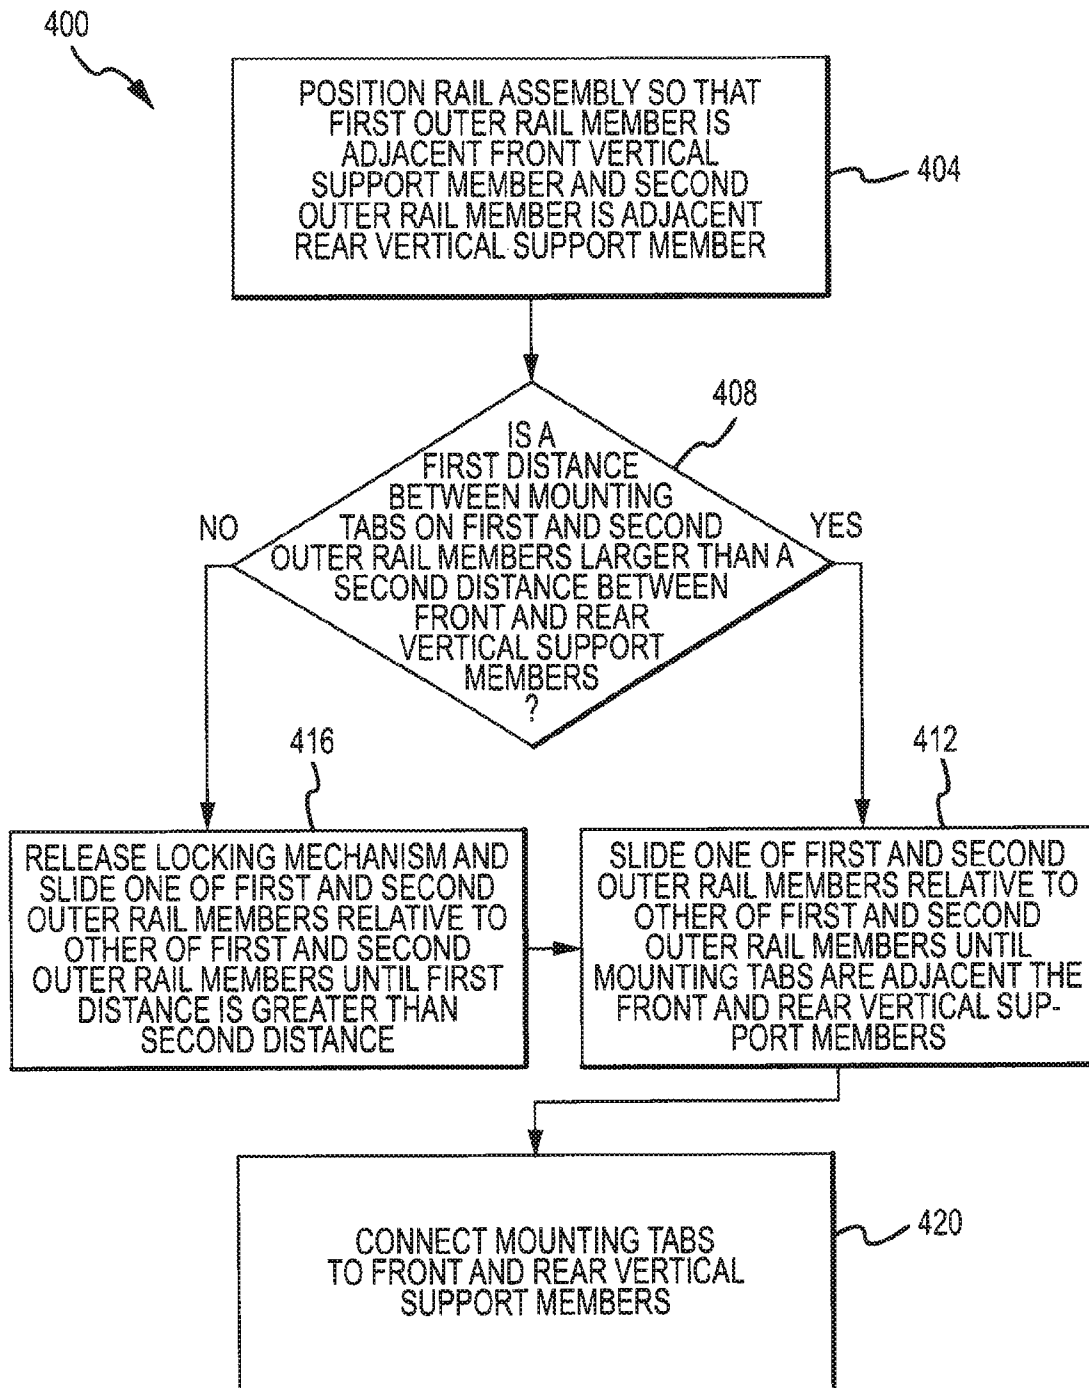 400
POSITION RAIL ASSEMBLY SO THAT
FIRST OUTER RAIL MEMBER IS
ADJACENT FRONT VERTICAL
SUPPORT MEMBER AND SECOND
OUTER RAIL MEMBER IS ADJACENT
REAR VERTICAL SUPPORT MEMBER
404
408
IS A
FIRST DISTANCE
BETWEEN MOUNTING
TABS ON FIRST AND SECOND
OUTER RAIL MEMBERS LARGER THAN A
SECOND DISTANCE BETWEEN
FRONT AND REAR
VERTICAL SUPPORT
MEMBERS
?
NO
YES
416
RELEASE LOCKING MECHANISM AND
SLIDE ONE OF FIRST AND SECOND
OUTER RAIL MEMBERS RELATIVE TO
OTHER OF FIRST AND SECOND
OUTER RAIL MEMBERS UNTIL FIRST
DISTANCE IS GREATER THAN
SECOND DISTANCE
412
SLIDE ONE OF FIRST AND SECOND
OUTER RAIL MEMBERS RELATIVE TO
OTHER OF FIRST AND SECOND
OUTER RAIL MEMBERS UNTIL
MOUNTING TABS ARE ADJACENT THE
FRONT AND REAR VERTICAL SUP-
PORT MEMBERS
CONNECT MOUNTING TABS
TO FRONT AND REAR VERTICAL
SUPPORT MEMBERS
420